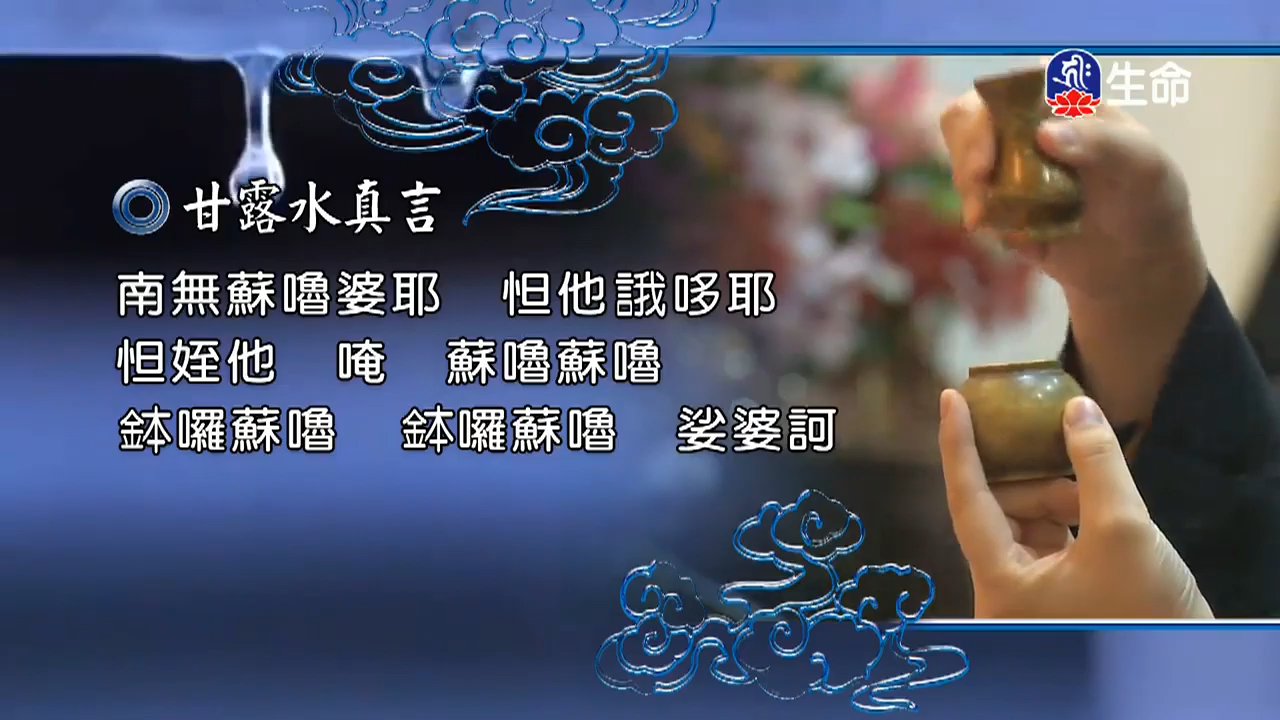 生命
甘露水真言
南無蘇嚕婆耶　怛他誐哆耶
怛姪他　唵　蘇嚕蘇嚕
鉢囉蘇嚕　鉢囉蘇嚕　娑婆訶